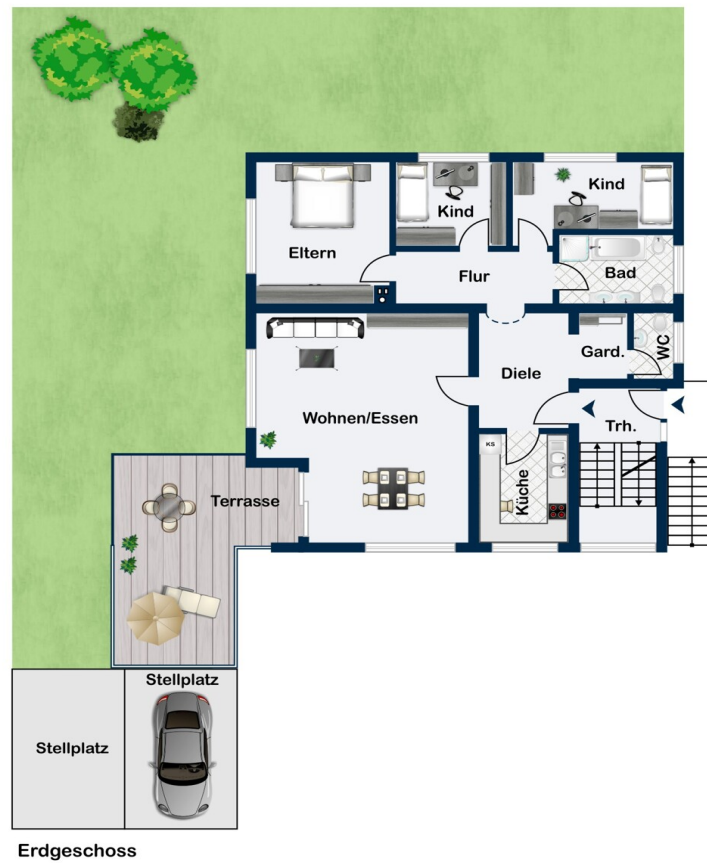 Kind
Kind
Eltern
Flur
Bad
Gard.
WC
Diele
Wohnen/Essen
Trh.
KS
Küche
Terrasse
Stellplatz
Stellplatz
Erdgeschoss